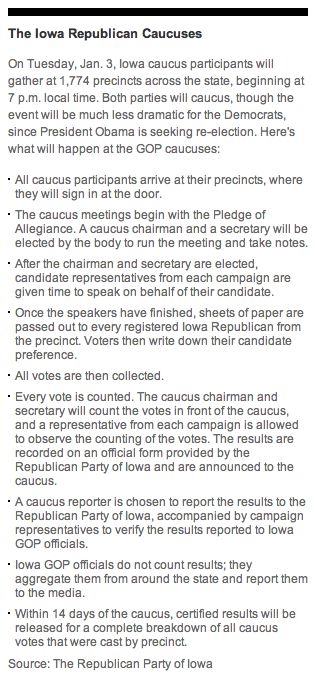 The Iowa Republican Caucuses
On Tuesday, Jan. 3, Iowa caucus participants will
gather at 1,774 precincts across the state, beginning at
7 p.m. local time. Both parties will caucus, though the
event will be much less dramatic for the Democrats,
since President Obama is seeking re-election. Here's
what will happen at the GOP caucuses:
· All caucus participants arrive at their precincts, where
they will sign in at the door.
· The caucus meetings begin with the Pledge of
Allegiance. A caucus chairman and a secretary will be
elected by the body to run the meeting and take notes.
· After the chairman and secretary are elected,
candidate representatives from each campaign are
given time to speak on behalf of their candidate.
· Once the speakers have finished, sheets of paper are
passed out to every registered Iowa Republican from
the precinct. Voters then write down their candidate
preference.
· All votes are then collected.
· Every vote is counted. The caucus chairman and
secretary will count the votes in front of the caucus,
and a representative from each campaign is allowed
to observe the counting of the votes. The results are
recorded on an official form provided by the
Republican Party of Iowa and are announced to the
caucus.
· A caucus reporter is chosen to report the results to the
Republican Party of Iowa, accompanied by campaign
representatives to verify the results reported to Iowa
GOP officials.
· Iowa GOP officials do not count results; they
aggregate them from around the state and report them
to the media.
· Within 14 days of the caucus, certified results will be
released for a complete breakdown of all caucus
votes that were cast by precinct.
Source: The Republican Party of Iowa